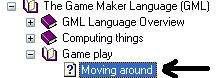 The Game Maker Language (GML)
GML Language Overview
Computing things
Game play
Moving around